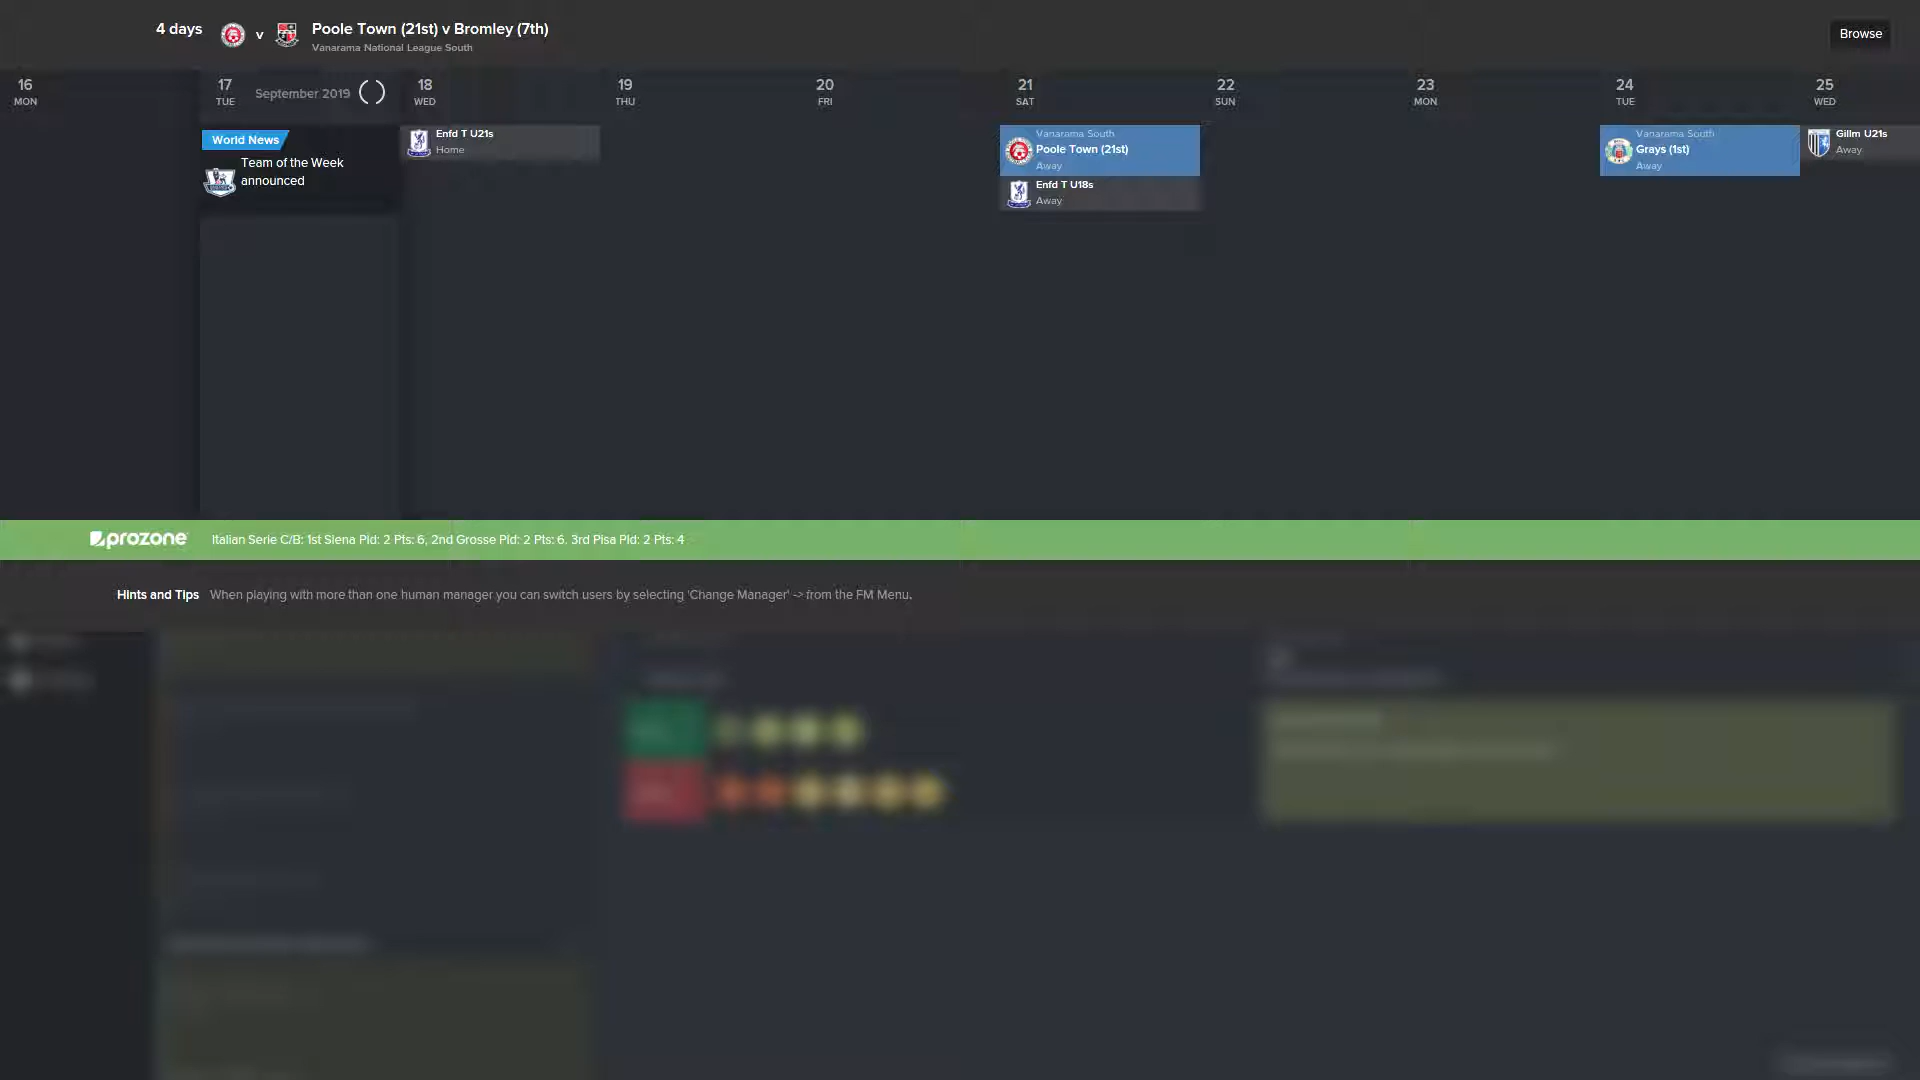 4 days
v
Poole Town (21st) v Bromley (7th)
Vanarama National League South
Browse
16
MON
17
TUE
September 2019
18
WED
19
THU
20
FRI
21
SAT
22
SUN
23
MON
24
TUE
25
WED
World News
Team of the Week
announced
Enfd T U21s
Home
Vanarama South
Poole Town (21st)
Away
Enfd T U18s
Away
Vanarama South
Grays (1st)
Away
Gillm U21s
Away
prozone
Italian Serie C/B: 1st Siena Pld: 2 Pts: 6, 2nd Grosse Pld: 2 Pts: 6. 3rd Pisa Pld: 2 Pts: 4
Hints and Tips
When playing with more than one human manager you can switch users by selecting 'Change Manager' -> from the FM Menu.